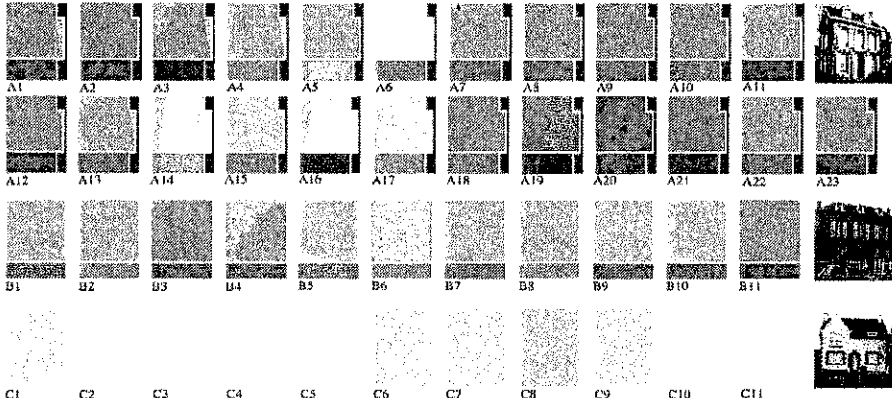 A1 A2 A3 A4 A5 A6 A7 A8 A9 A10 A11
A12 A13 A14 A15 A16 A17 A18 A19 A20 A21 A22 A23
B1 B2 B3 B4 B5 B6 B7 B8 B9 B10 B11
C1 C2 C3 C4 C5 C6 C7 C8 C9 C10 C11